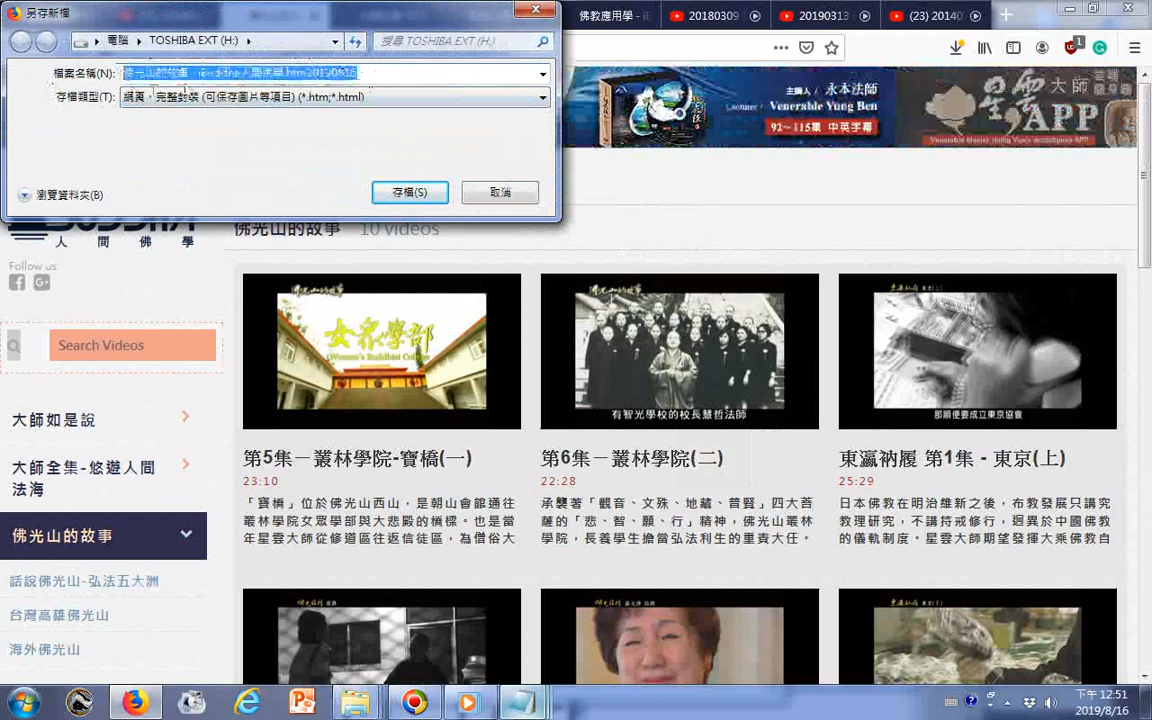 另存新檔
佛教應用學 - iE
20180309
20190313
(23) 20140
電腦
TOSHIBA EXT (H:)
搜尋 TOSHIBA EXT (H:)
檔案名稱(N):
存檔類型(T):
網頁，完整封裝 (可保存圖片等項目) (*.htm;*.html)
瀏覽資料夾(B)
存檔(S)
取消
主講人
永本法師
Lecturer
Venerable Yung Ben
92~115集 中英字幕
星雲
大師
APP
人間佛學
Follow us:
Search Videos
大師如是說
大師全集-悠遊人間
法海
佛光山的故事
話說佛光山-弘法五大洲
台灣高雄佛光山
海外佛光山
佛光山的故事
10 videos
女眾學部
(Women's Buddhist College)
第5集－叢林學院-寶橋(一)
23:10
「寶橋」位於佛光山西山，是朝山會館通往
叢林學院女眾學部與大悲殿的橋樑。也是當
年星雲大師從修道區往返信徒區，為僧俗大
有智光學校的校長慧哲法師
第6集－叢林學院(二)
22:28
承襲著「觀音、文殊、地藏、普賢」四大菩
薩的「悲、智、願、行」精神，佛光山叢林
學院，長養學生擔當弘法利生的重責大任。
那順便要成立東京協會
東瀛衲履 第1集 - 東京(上)
25:29
日本佛教在明治維新之後，布教發展只講究
教理研究，不講持戒修行，迥異於中國佛教
的儀軌制度。星雲大師期望發揮大乘佛教自
下午 12:51
2019/8/16